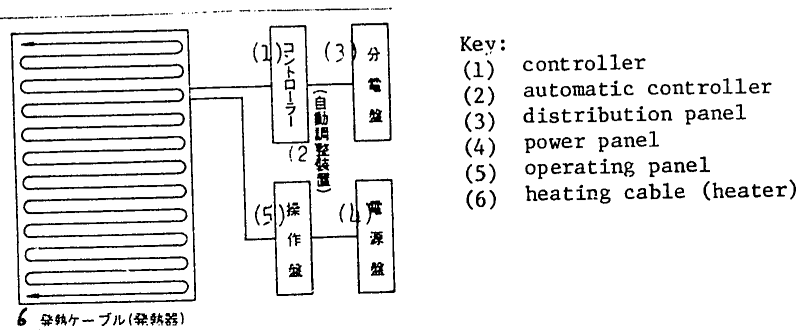 (1)
コントローラー
(2
(自動調整装置)
(3)
分電盤
(5)
操作盤
(4)
電源盤
6 発熱ケーブル(発熱器)
Key:
(1) controller
(2) automatic controller
(3) distribution panel
(4) power panel
(5) operating panel
(6) heating cable (heater)